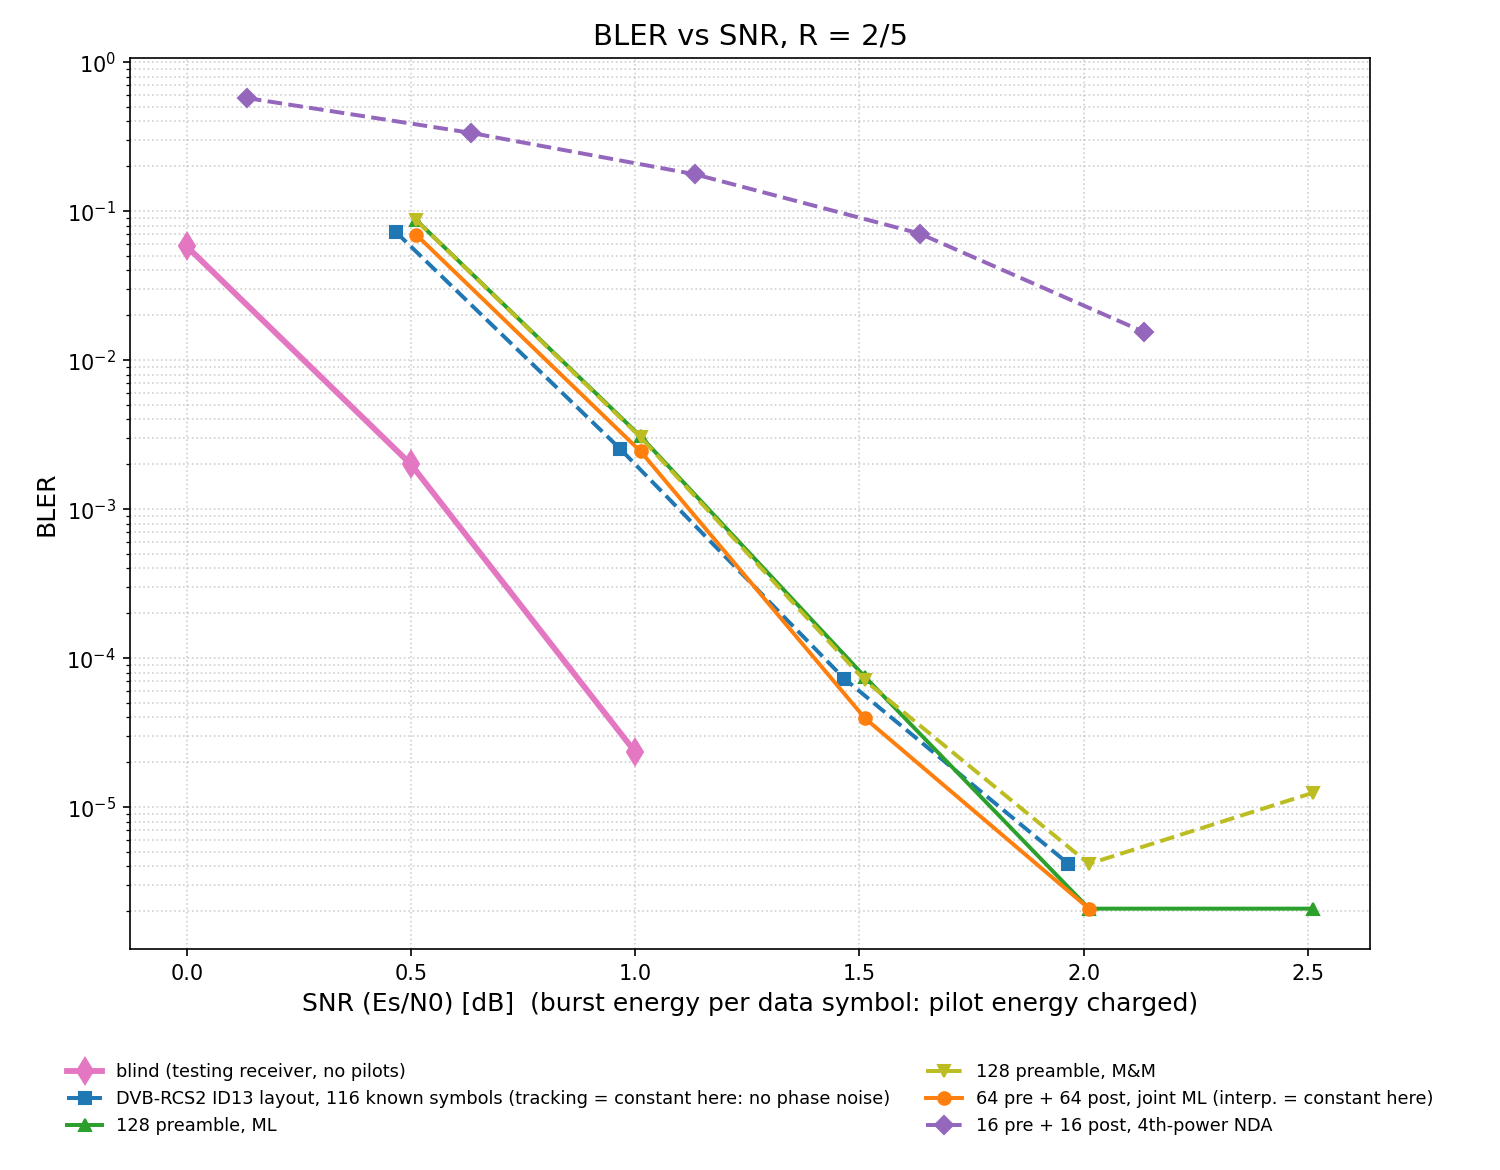 BLER vs SNR, R = 2/5
BLER
10⁰
10⁻¹
10⁻²
10⁻³
10⁻⁴
10⁻⁵
0.0 0.5 1.0 1.5 2.0 2.5
SNR (Es/N0) [dB]  (burst energy per data symbol: pilot energy charged)
blind (testing receiver, no pilots)
DVB-RCS2 ID13 layout, 116 known symbols (tracking = constant here: no phase noise)
128 preamble, ML
128 preamble, M&M
64 pre + 64 post, joint ML (interp. = constant here)
16 pre + 16 post, 4th-power NDA